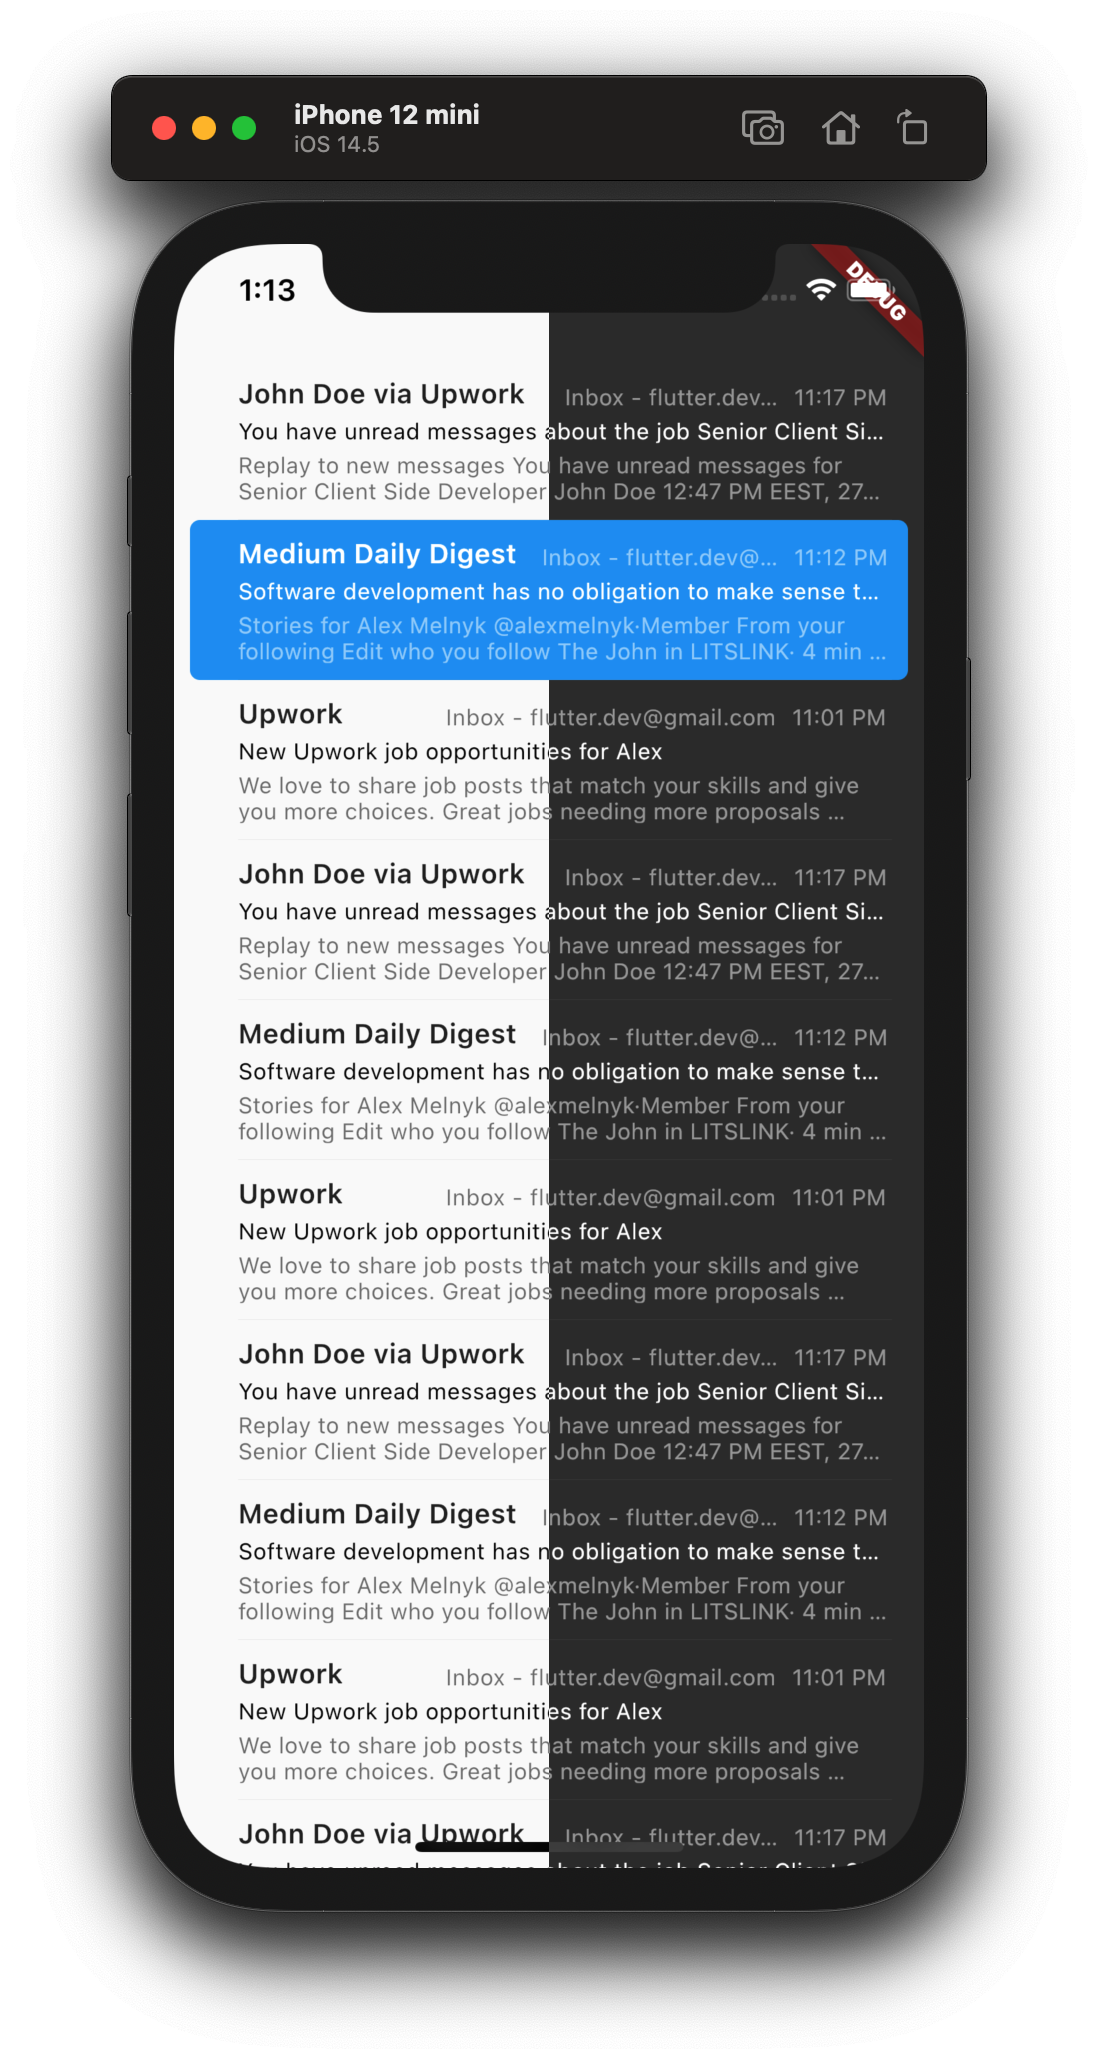 iPhone 12 mini
iOS 14.5
1:13
DEBUG
John Doe via Upwork Inbox - flutter.dev... 11:17 PM
You have unread messages about the job Senior Client Si...
Replay to new messages You have unread messages for
Senior Client Side Developer John Doe 12:47 PM EEST, 27...
Medium Daily Digest Inbox - flutter.dev@... 11:12 PM
Software development has no obligation to make sense t...
Stories for Alex Melnyk @alexmelnyk·Member From your
following Edit who you follow The John in LITSLINK· 4 min ...
Upwork Inbox - flutter.dev@gmail.com 11:01 PM
New Upwork job opportunities for Alex
We love to share job posts that match your skills and give
you more choices. Great jobs needing more proposals ...
John Doe via Upwork Inbox - flutter.dev... 11:17 PM
You have unread messages about the job Senior Client Si...
Replay to new messages You have unread messages for
Senior Client Side Developer John Doe 12:47 PM EEST, 27...
Medium Daily Digest Inbox - flutter.dev@... 11:12 PM
Software development has no obligation to make sense t...
Stories for Alex Melnyk @alexmelnyk·Member From your
following Edit who you follow The John in LITSLINK· 4 min ...
Upwork Inbox - flutter.dev@gmail.com 11:01 PM
New Upwork job opportunities for Alex
We love to share job posts that match your skills and give
you more choices. Great jobs needing more proposals ...
John Doe via Upwork Inbox - flutter.dev... 11:17 PM
You have unread messages about the job Senior Client Si...
Replay to new messages You have unread messages for
Senior Client Side Developer John Doe 12:47 PM EEST, 27...
Medium Daily Digest Inbox - flutter.dev@... 11:12 PM
Software development has no obligation to make sense t...
Stories for Alex Melnyk @alexmelnyk·Member From your
following Edit who you follow The John in LITSLINK· 4 min ...
Upwork Inbox - flutter.dev@gmail.com 11:01 PM
New Upwork job opportunities for Alex
We love to share job posts that match your skills and give
you more choices. Great jobs needing more proposals ...
John Doe via Upwork Inbox - flutter.dev... 11:17 PM